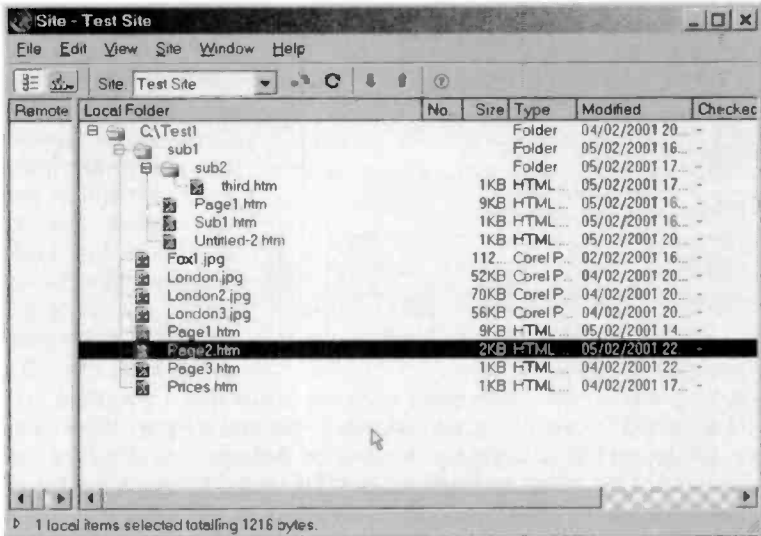 Site - Test Site
File Edit View Site Window Help
Site: Test Site
Remote Local Folder No. Size Type Modified Checked
C:\Test1 Folder 04/02/2001 20... -
sub1 Folder 05/02/2001 16... -
sub2 Folder 05/02/2001 17... -
third.htm 1KB HTML... 05/02/2001 17... -
Page1.htm 9KB HTML... 05/02/2001 16... -
Sub1.htm 1KB HTML... 05/02/2001 16... -
Untitled-2.htm 1KB HTML... 05/02/2001 20... -
Fox1.jpg 112... Corel P... 02/02/2001 16... -
London.jpg 52KB Corel P... 04/02/2001 20... -
London2.jpg 70KB Corel P... 04/02/2001 20... -
London3.jpg 56KB Corel P... 04/02/2001 20... -
Page1.htm 9KB HTML... 05/02/2001 14... -
Page2.htm 2KB HTML... 05/02/2001 22... -
Page3.htm 1KB HTML... 04/02/2001 22... -
Prices.htm 1KB HTML... 04/02/2001 17... -
1 local items selected totalling 1216 bytes.